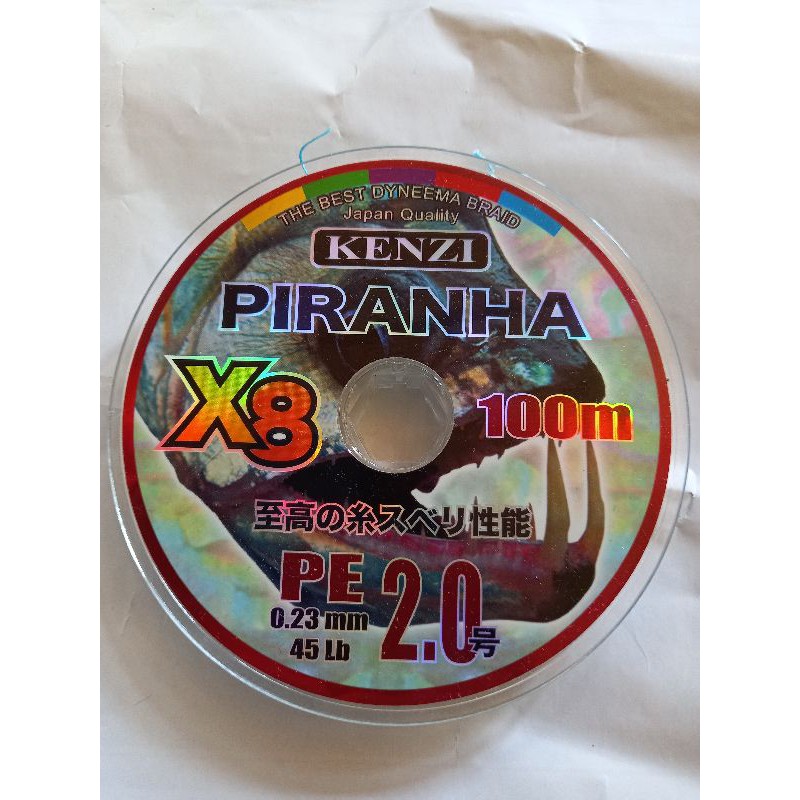 THE BEST DYNEEMA BRAID
Japan Quality
KENZI
PIRANHA
X8
100m
至高の糸スベリ性能
PE 2.0号
0.23 mm
45 Lb